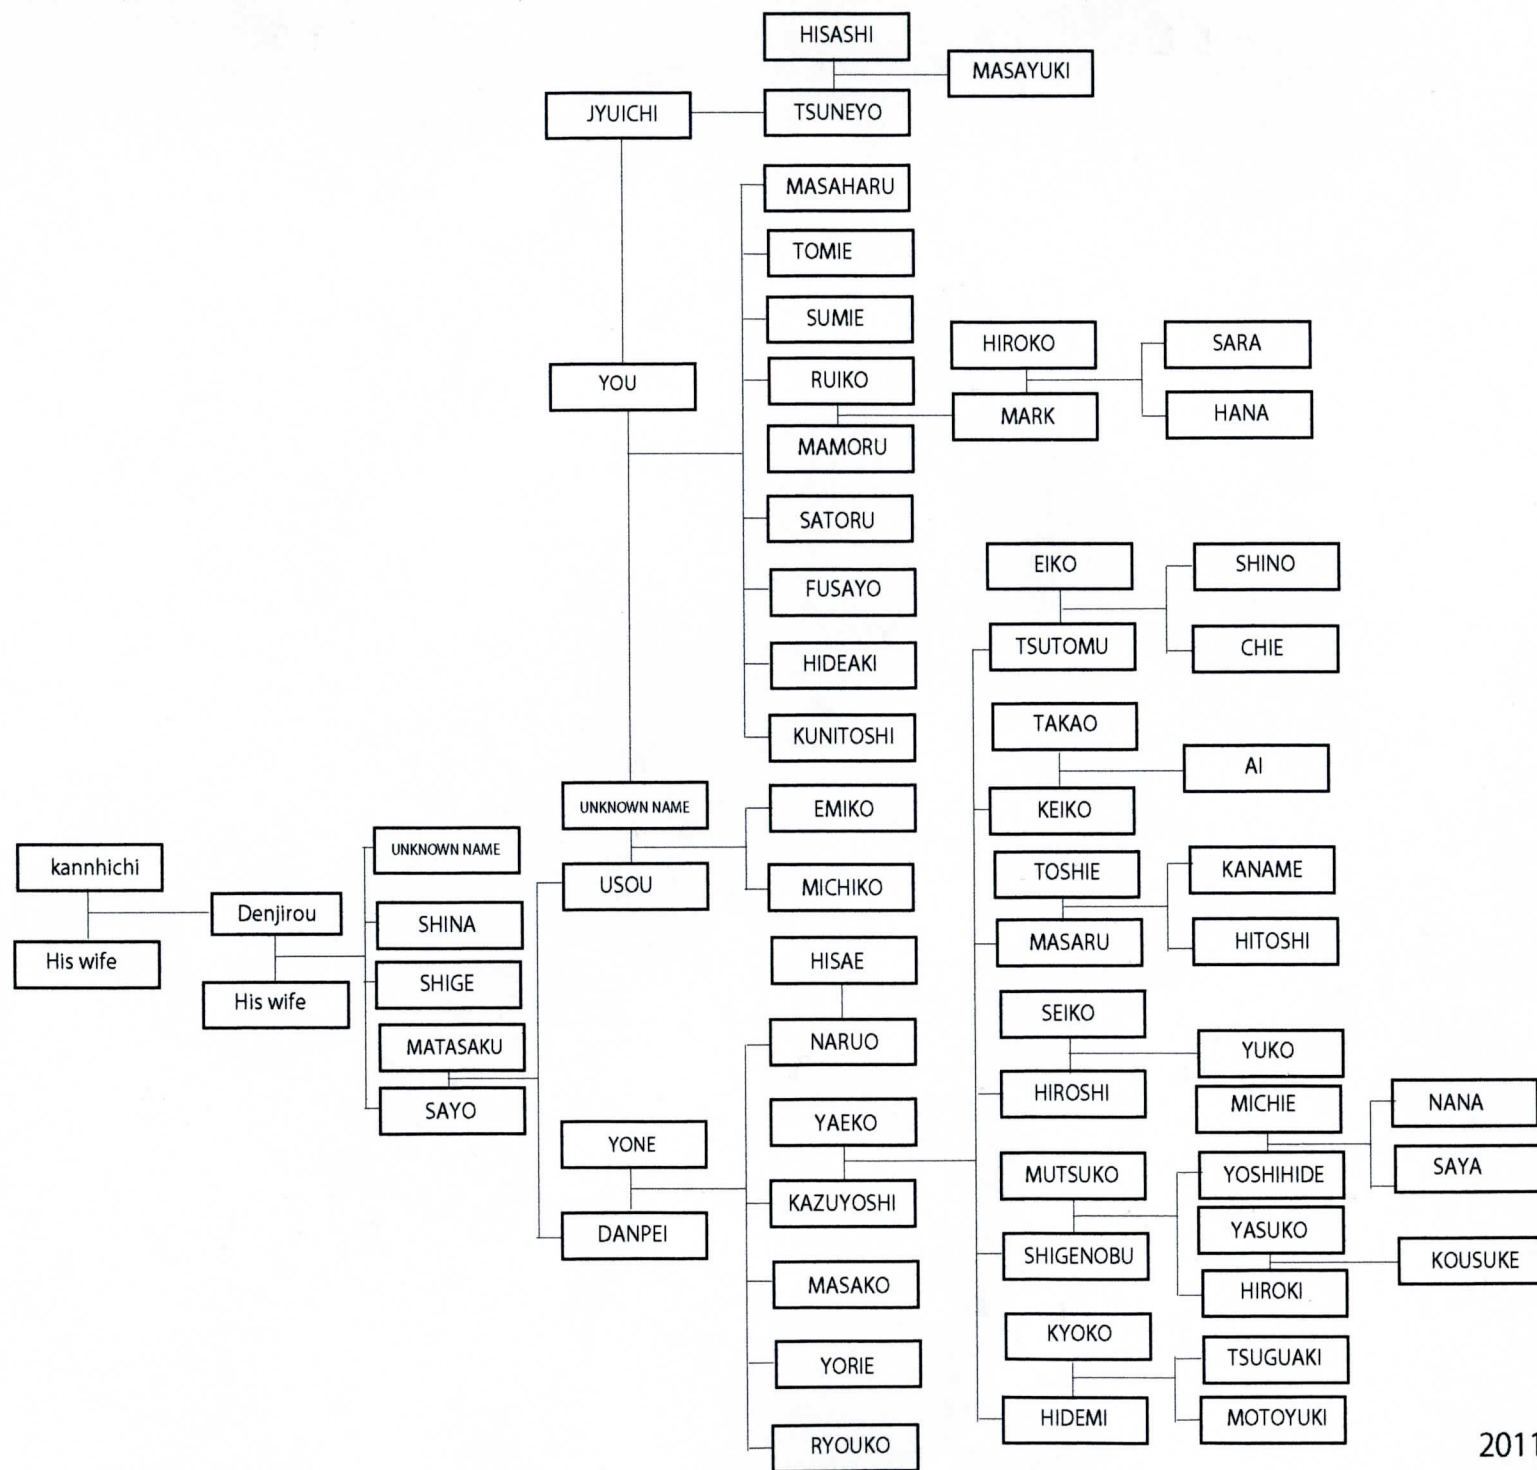 HISASHI
MASAYUKI
JYUICHI
TSUNEYO
MASAHARU
TOMIE
SUMIE
YOU
RUIKO
MAMORU
HIROKO
MARK
SARA
HANA
SATORU
FUSAYO
HIDEAKI
KUNITOSHI
UNKNOWN NAME
USOU
EMIKO
MICHIKO
kannhichi
His wife
Denjirou
His wife
UNKNOWN NAME
SHINA
SHIGE
MATASAKU
SAYO
YONE
DANPEI
HISAE
NARUO
YAEKO
KAZUYOSHI
MASAKO
YORIE
RYOUKO
EIKO
TSUTOMU
SHINO
CHIE
TAKAO
KEIKO
AI
TOSHIE
MASARU
KANAME
HITOSHI
SEIKO
HIROSHI
YUKO
MUTSUKO
SHIGENOBU
MICHIE
YOSHIHIDE
NANA
SAYA
YASUKO
HIROKI
KOUSUKE
KYOKO
HIDEMI
TSUGUAKI
MOTOYUKI
2011